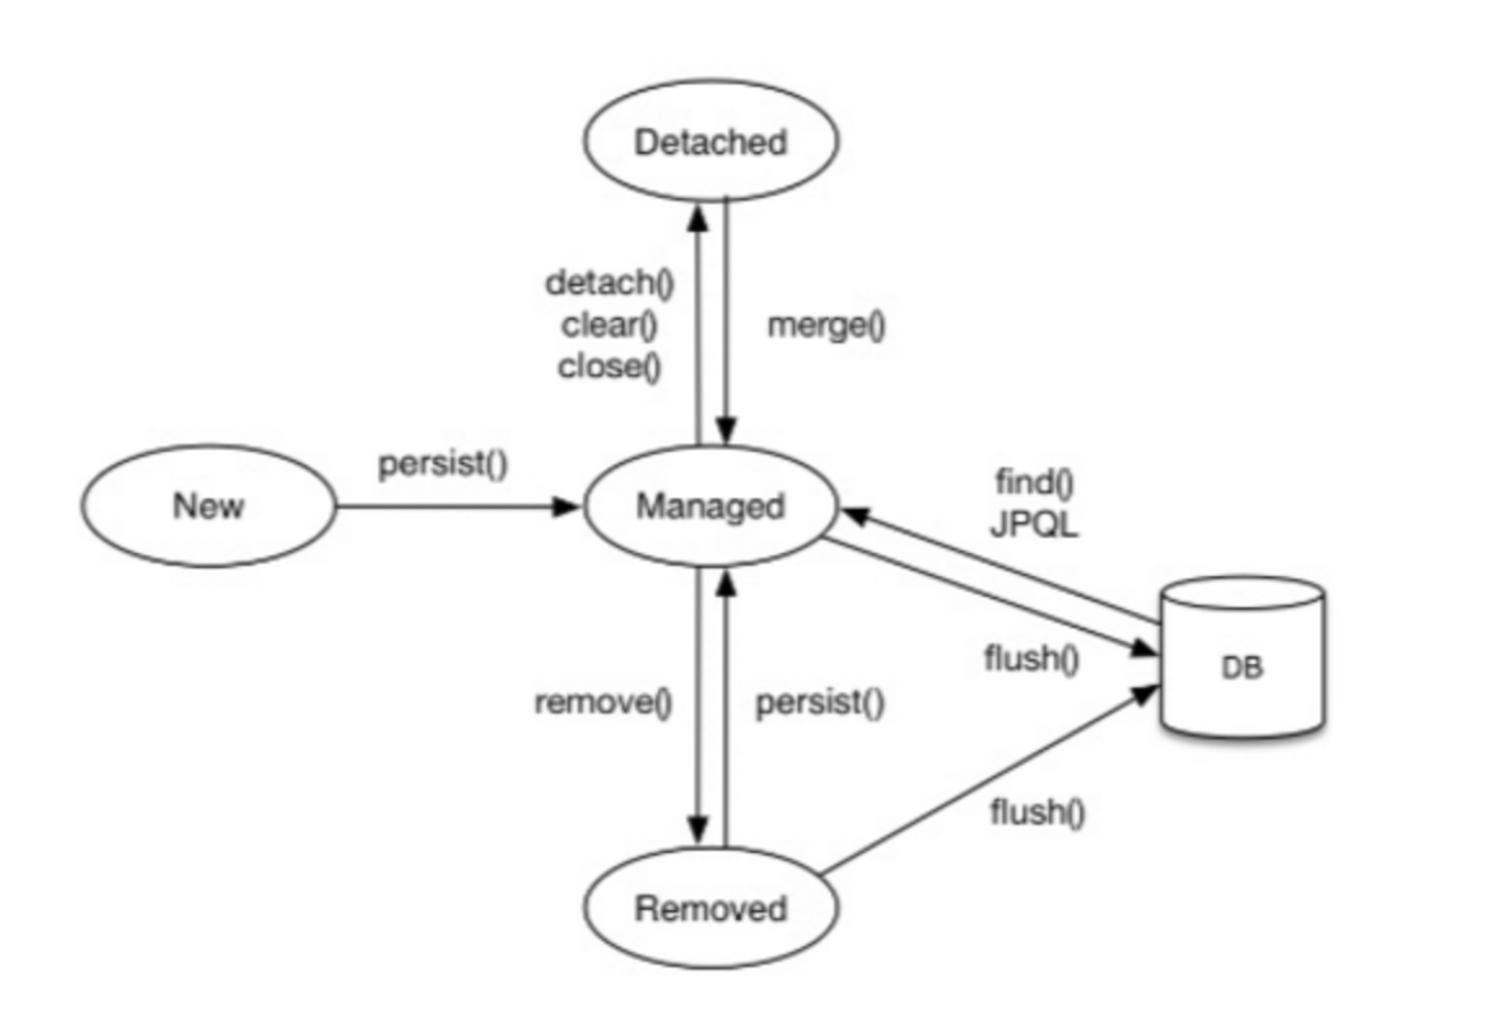 Detached
detach()
clear()
close()
merge()
New
persist()
Managed
find()
JPQL
flush()
DB
remove()
persist()
flush()
Removed